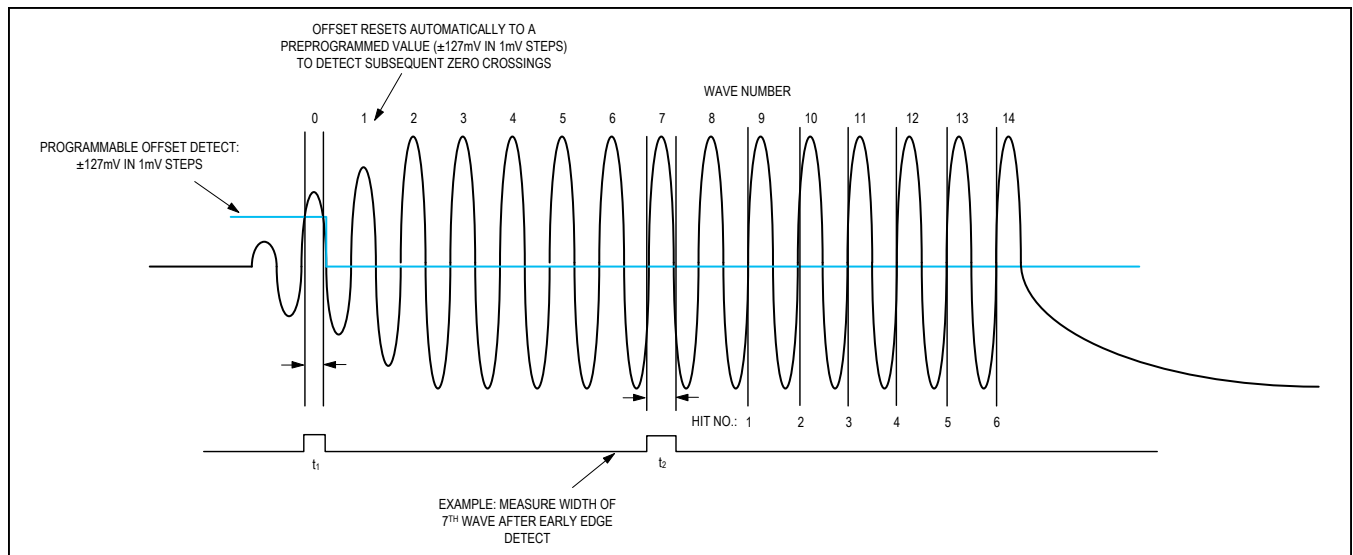 OFFSET RESETS AUTOMATICALLY TO A
PREPROGRAMMED VALUE (±127mV IN 1mV STEPS)
TO DETECT SUBSEQUENT ZERO CROSSINGS
WAVE NUMBER
0 1 2 3 4 5 6 7 8 9 10 11 12 13 14
PROGRAMMABLE OFFSET DETECT:
±127mV IN 1mV STEPS
HIT NO.: 1 2 3 4 5 6
t1 t2
EXAMPLE: MEASURE WIDTH OF
7TH WAVE AFTER EARLY EDGE
DETECT